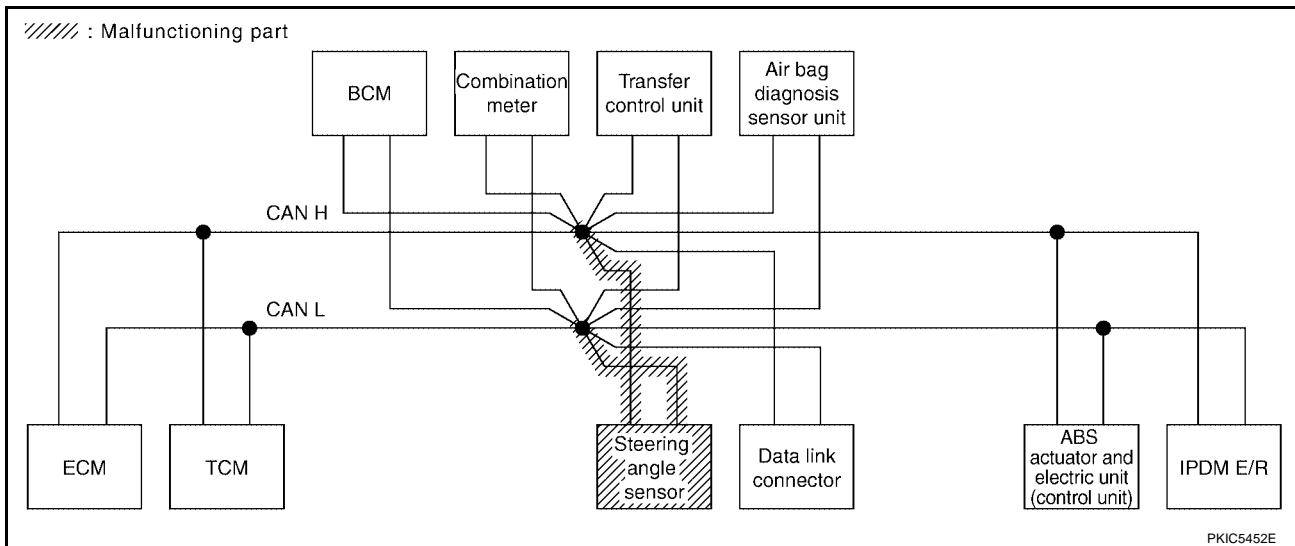 : Malfunctioning part
BCM
Combination
meter
Transfer
control unit
Air bag
diagnosis
sensor unit
CAN H
CAN L
ECM
TCM
Steering
angle
sensor
Data link
connector
ABS
actuator and
electric unit
(control unit)
IPDM E/R
PKIC5452E